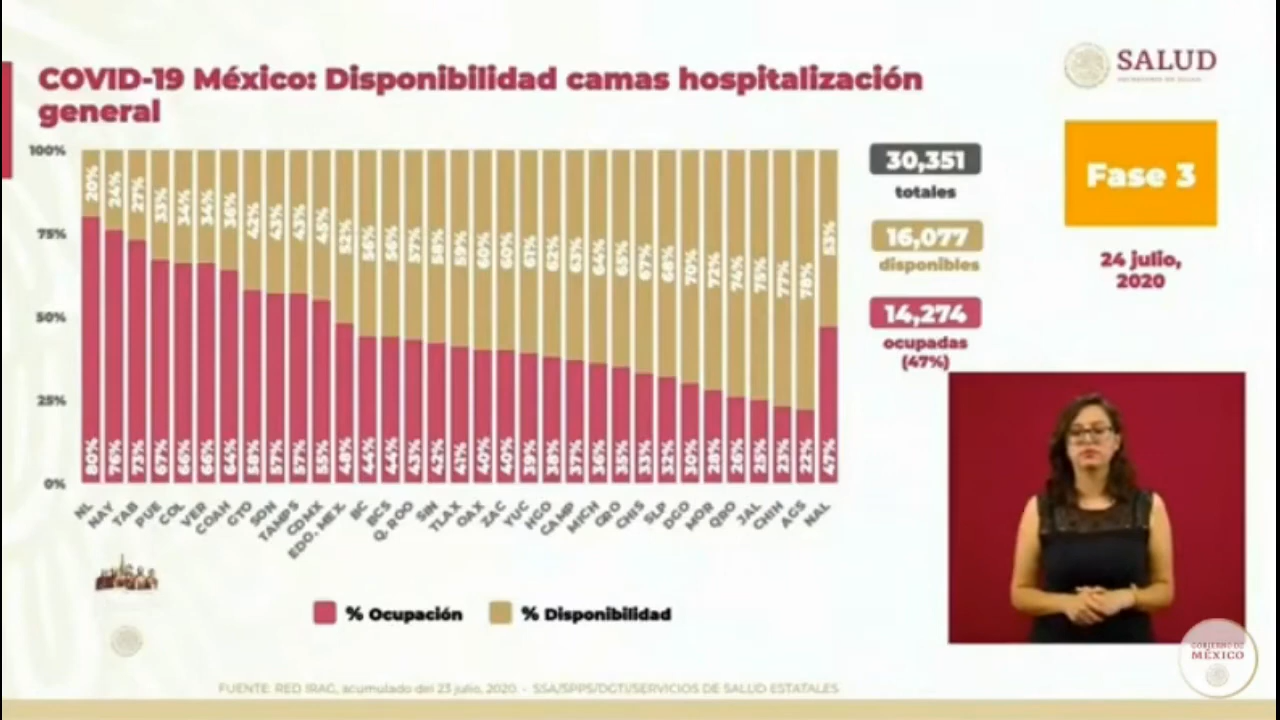 COVID-19 México: Disponibilidad camas hospitalización
general
SALUD
SECRETARÍA DE SALUD
Fase 3
24 julio,
2020
30,351
totales
16,077
disponibles
14,274
ocupadas
(47%)
100%
75%
50%
25%
0%
20% 24% 27% 33% 34% 34% 36% 42% 43% 43% 45% 52% 56% 56% 57% 58% 59% 60% 60% 61% 62% 63% 64% 65% 67% 68% 70% 72% 74% 75% 77% 78% 53%
80% 76% 73% 67% 66% 66% 64% 58% 57% 57% 55% 48% 44% 44% 43% 42% 41% 40% 40% 39% 38% 37% 36% 35% 33% 32% 30% 28% 26% 25% 23% 22% 47%
NL NAY TAB PUE COL VER COAH GTO SON TAMPS CDMX EDO. MEX. BC BCS Q. ROO SIN TLAX OAX ZAC YUC HGO CAMP MICH GRO CHIS SLP DGO MOR QRO JAL CHIH AGS NAL
% Ocupación % Disponibilidad
FUENTE: RED IRAG, acumulado del 23 julio, 2020. - SSA/SPPS/DGTI/SERVICIOS DE SALUD ESTATALES
GOBIERNO DE
MÉXICO